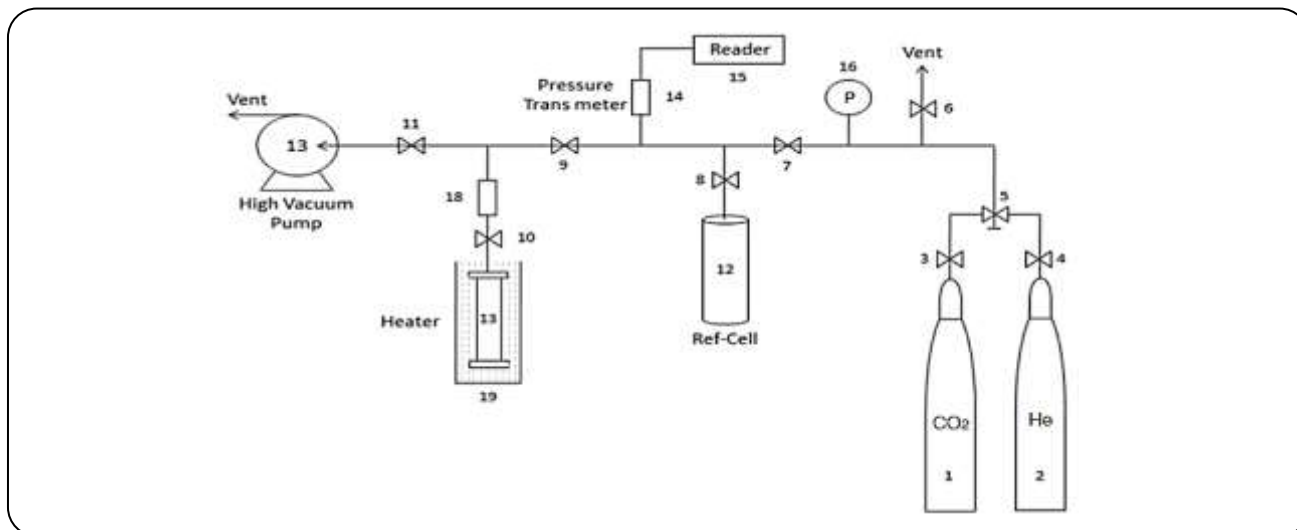 Reader
15
Vent
16
P
6
Pressure
Trans meter
14
Vent
11
13
9
7
8
5
High Vacuum
Pump
18
10
3
4
12
Heater
13
Ref-Cell
19
CO2
He
1
2